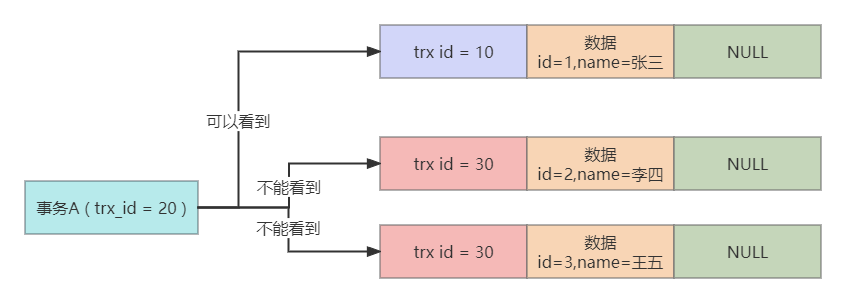 trx id = 10
数据
id=1,name=张三
NULL
可以看到
trx id = 30
数据
id=2,name=李四
NULL
不能看到
事务A ( trx_id = 20 )
不能看到
trx id = 30
数据
id=3,name=王五
NULL